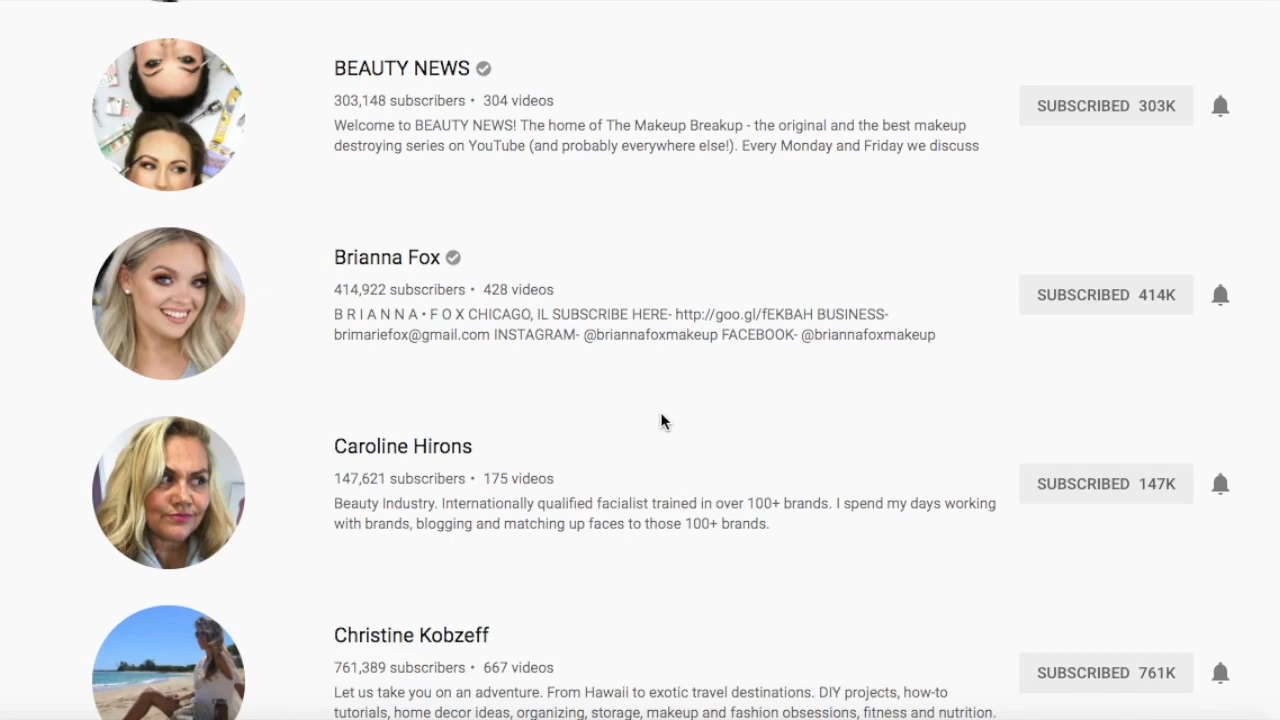 BEAUTY NEWS
303,148 subscribers • 304 videos
Welcome to BEAUTY NEWS! The home of The Makeup Breakup - the original and the best makeup
destroying series on YouTube (and probably everywhere else!). Every Monday and Friday we discuss
SUBSCRIBED 303K
Brianna Fox
414,922 subscribers • 428 videos
B R I A N N A • F O X CHICAGO, IL SUBSCRIBE HERE- http://goo.gl/fEKBAH BUSINESS-
brimariefox@gmail.com INSTAGRAM- @briannafoxmakeup FACEBOOK- @briannafoxmakeup
SUBSCRIBED 414K
Caroline Hirons
147,621 subscribers • 175 videos
Beauty Industry. Internationally qualified facialist trained in over 100+ brands. I spend my days working
with brands, blogging and matching up faces to those 100+ brands.
SUBSCRIBED 147K
Christine Kobzeff
761,389 subscribers • 667 videos
Let us take you on an adventure. From Hawaii to exotic travel destinations. DIY projects, how-to
tutorials, home decor ideas, organizing, storage, makeup and fashion obsessions, fitness and nutrition.
SUBSCRIBED 761K